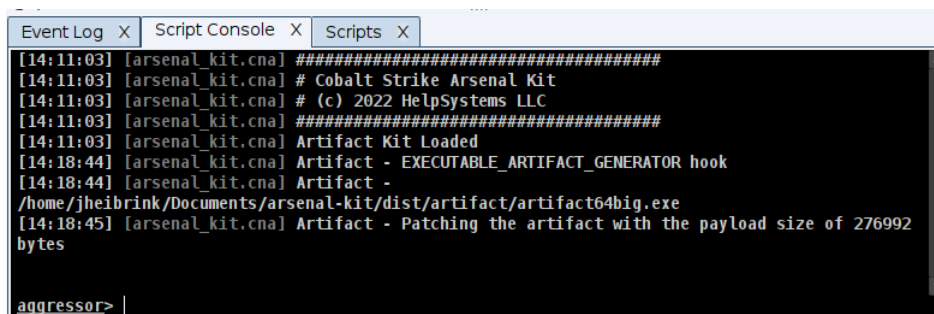 Event Log X Script Console X Scripts X
[14:11:03] [arsenal_kit.cna] ######################################
[14:11:03] [arsenal_kit.cna] # Cobalt Strike Arsenal Kit
[14:11:03] [arsenal_kit.cna] # (c) 2022 HelpSystems LLC
[14:11:03] [arsenal_kit.cna] ######################################
[14:11:03] [arsenal_kit.cna] Artifact Kit Loaded
[14:18:44] [arsenal_kit.cna] Artifact - EXECUTABLE_ARTIFACT_GENERATOR hook
[14:18:44] [arsenal_kit.cna] Artifact -
/home/jheibrink/Documents/arsenal-kit/dist/artifact/artifact64big.exe
[14:18:45] [arsenal_kit.cna] Artifact - Patching the artifact with the payload size of 276992
bytes
aggressor>